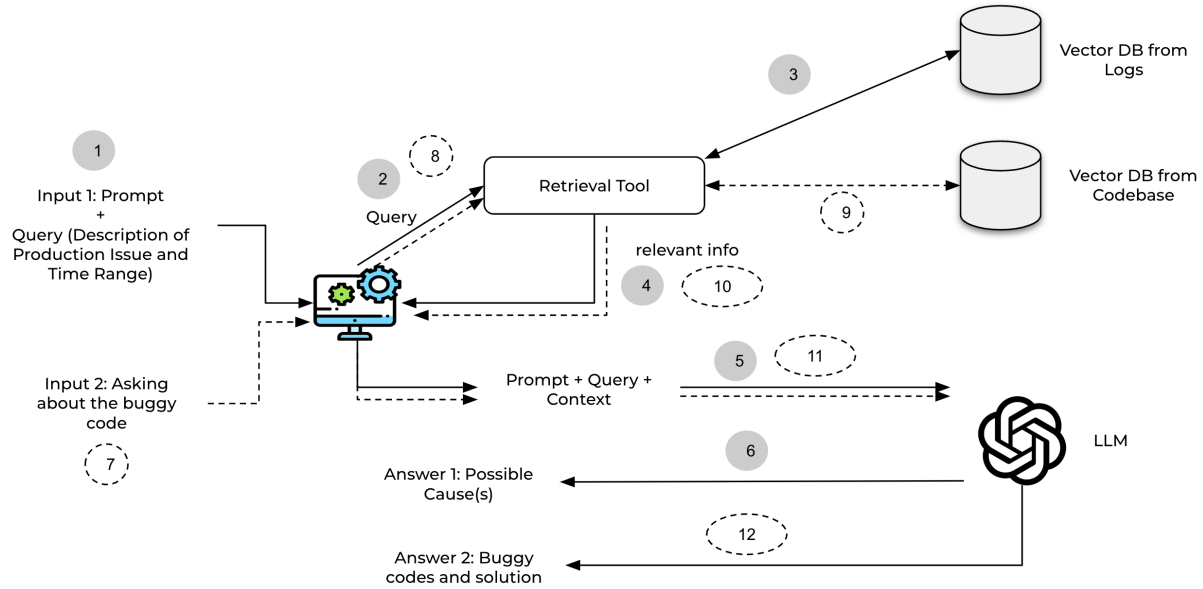 3
Vector DB from
Logs
1
8
2
Input 1: Prompt
+
Query (Description of
Production Issue and
Time Range)
Query
Retrieval Tool
Vector DB from
Codebase
9
relevant info
4
10
Input 2: Asking
about the buggy
code
7
5
11
Prompt + Query +
Context
LLM
6
Answer 1: Possible
Cause(s)
12
Answer 2: Buggy
codes and solution